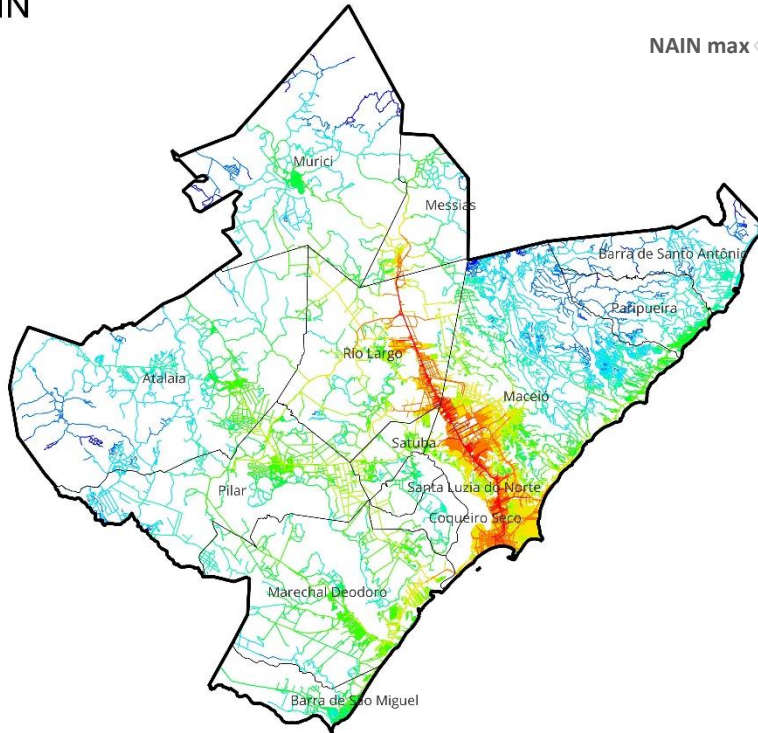 IN
NAIN max
Murici
Messias
Barra de Santo Antônio
Paripueira
Rio Largo
Atalaia
Maceió
Satuba
Pilar
Santa Luzia do Norte
Coqueiro Seco
Marechal Deodoro
Barra de São Miguel